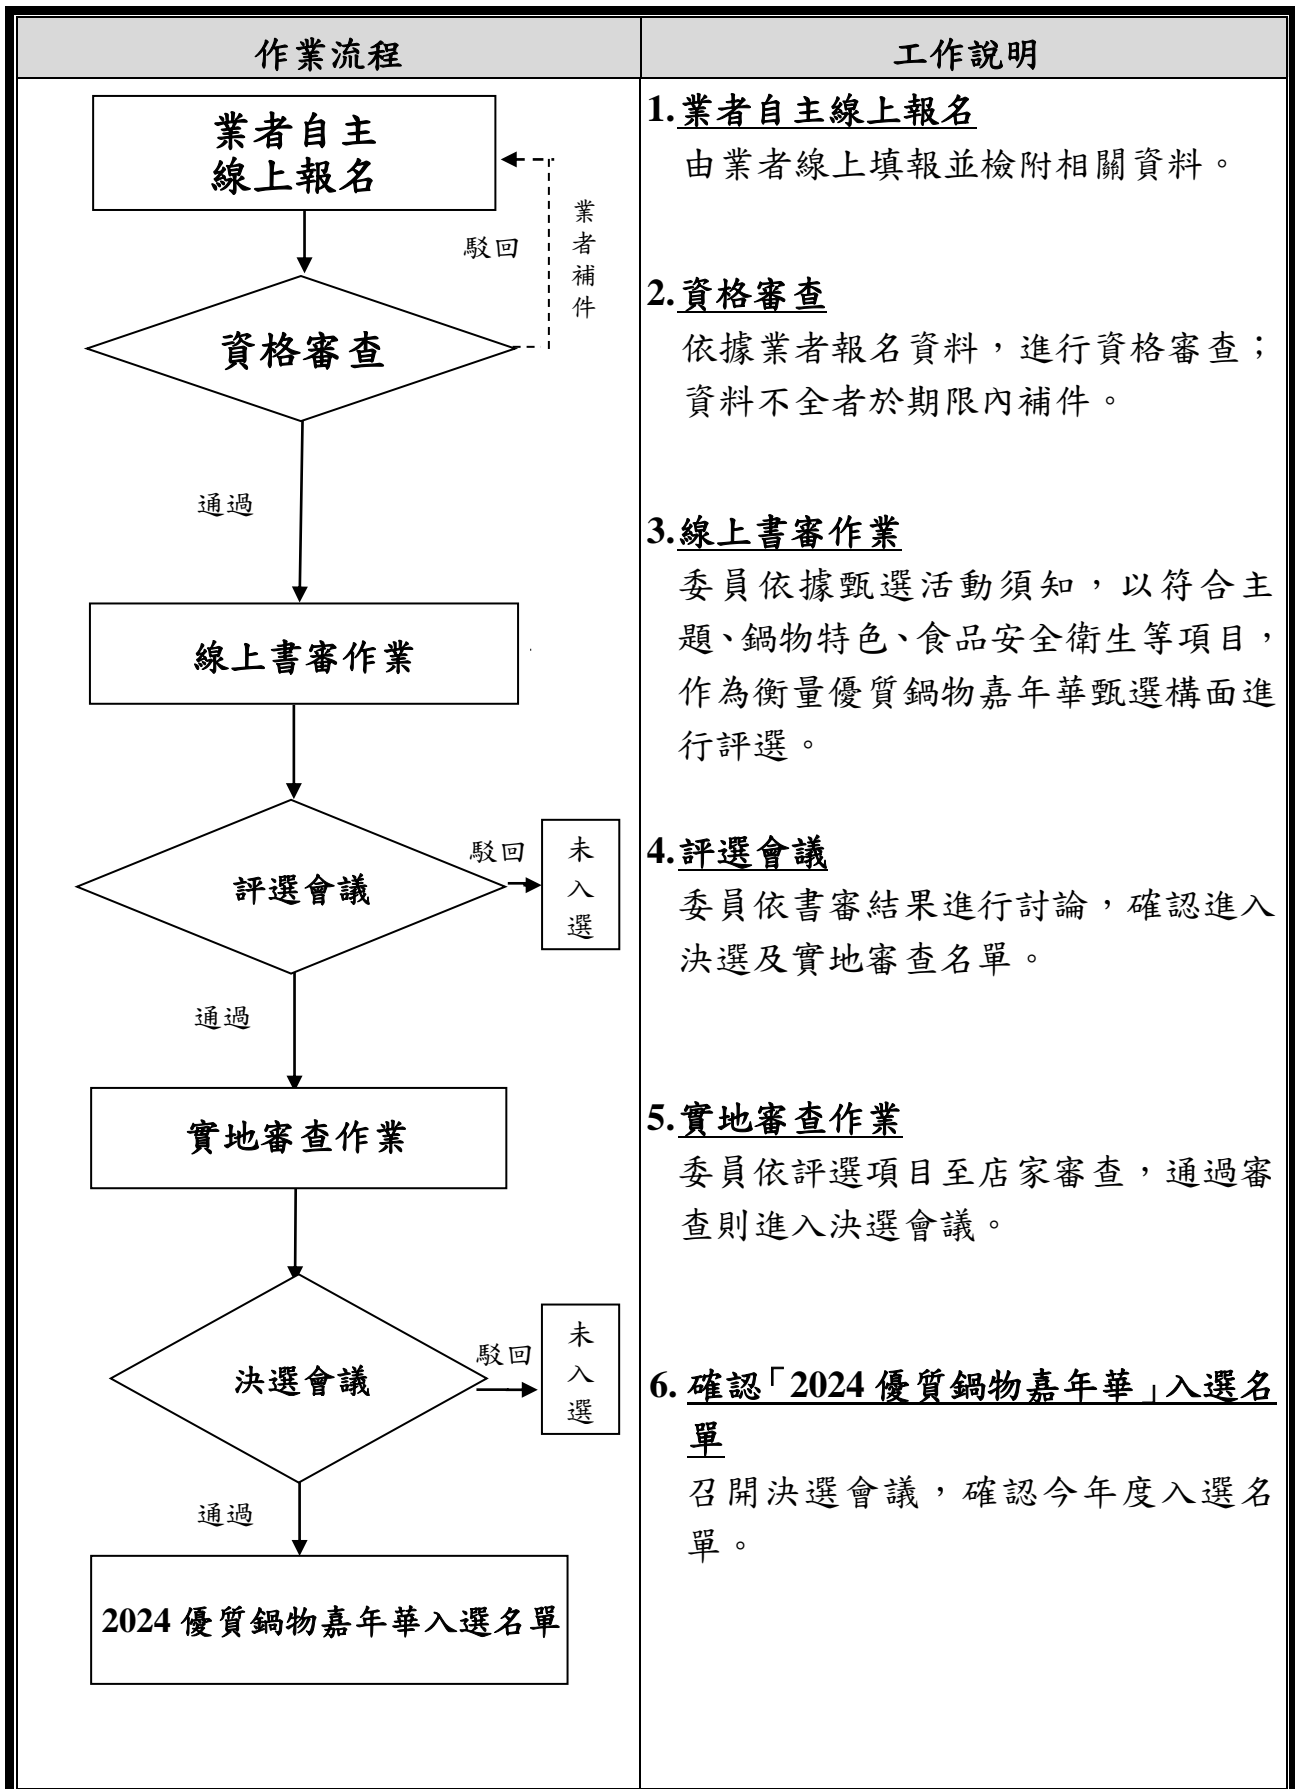 作業流程
工作說明
業者自主
線上報名
駁回
業者補件
資格審查
通過
線上書審作業
評選會議
駁回
未入選
通過
實地審查作業
決選會議
駁回
未入選
通過
2024 優質鍋物嘉年華入選名單
1.業者自主線上報名
由業者線上填報並檢附相關資料。
2.資格審查
依據業者報名資料，進行資格審查；
資料不全者於期限內補件。
3.線上書審作業
委員依據甄選活動須知，以符合主
題、鍋物特色、食品安全衛生等項目，
作為衡量優質鍋物嘉年華甄選構面進
行評選。
4.評選會議
委員依書審結果進行討論，確認進入
決選及實地審查名單。
5.實地審查作業
委員依評選項目至店家審查，通過審
查則進入決選會議。
6. 確認「2024 優質鍋物嘉年華」入選名
單
召開決選會議，確認今年度入選名
單。